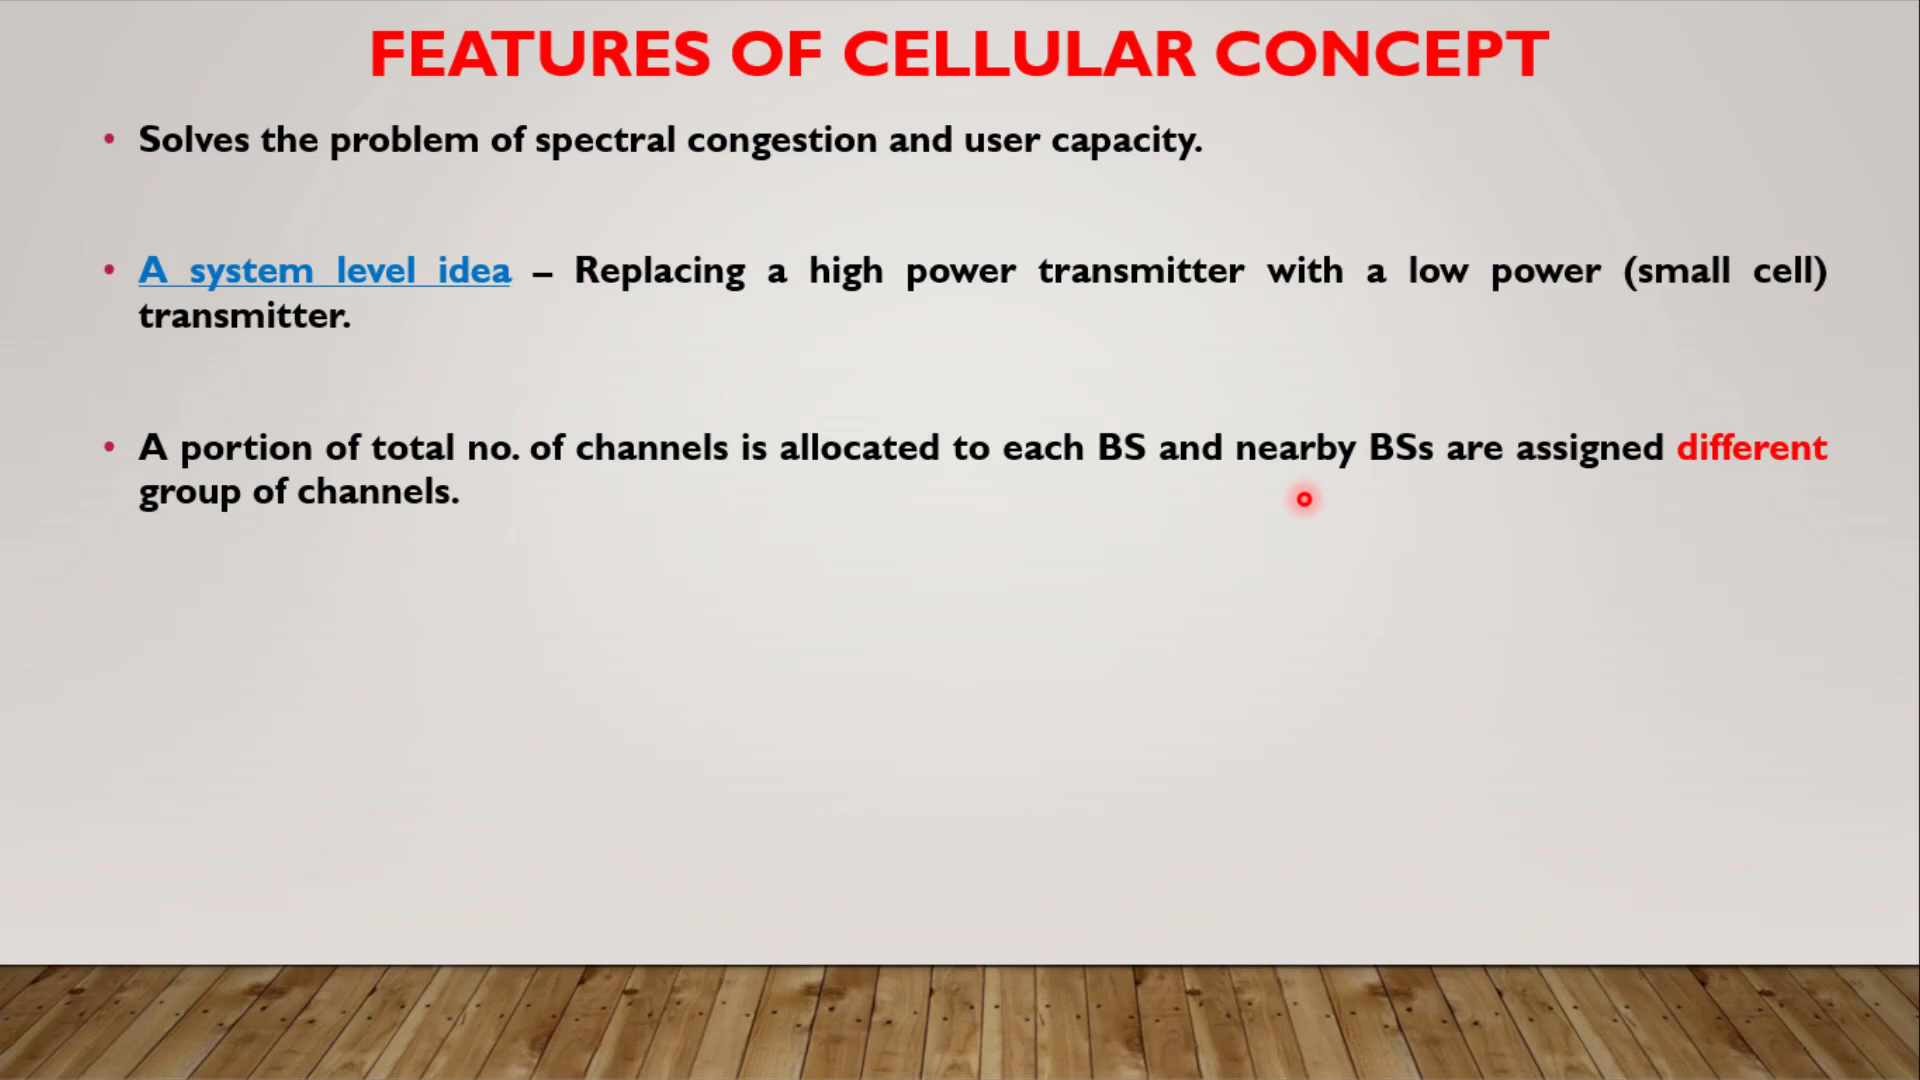 FEATURES OF CELLULAR CONCEPT
• Solves the problem of spectral congestion and user capacity.
• A system level idea – Replacing a high power transmitter with a low power (small cell)
transmitter.
• A portion of total no. of channels is allocated to each BS and nearby BSs are assigned different
group of channels.